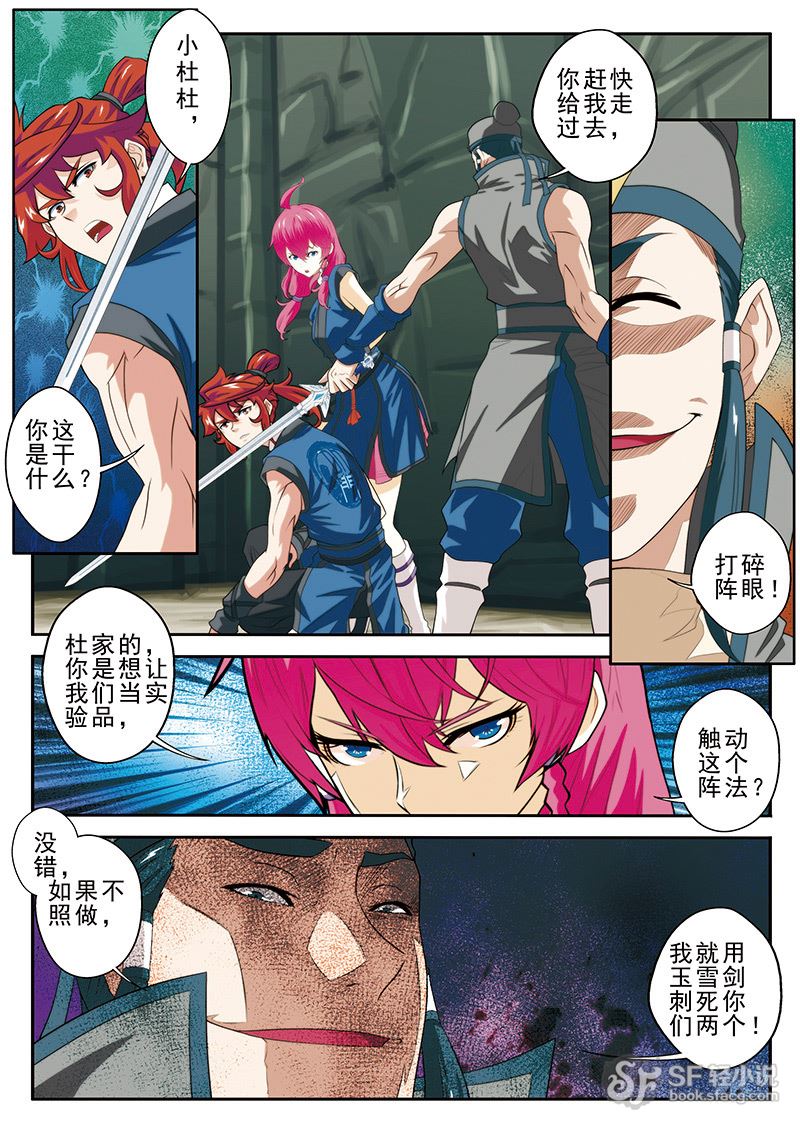 小杜杜，
你这
是干
什么？
你赶快
给我走
过去，
打碎
阵眼！
杜家的，
你是想让
我们当实
验品，
触动
这个
阵法？
没错，
如果不
照做，
我就用
玉雪剑
刺死你
们两个！
SF SF轻小说
book.sfacg.com